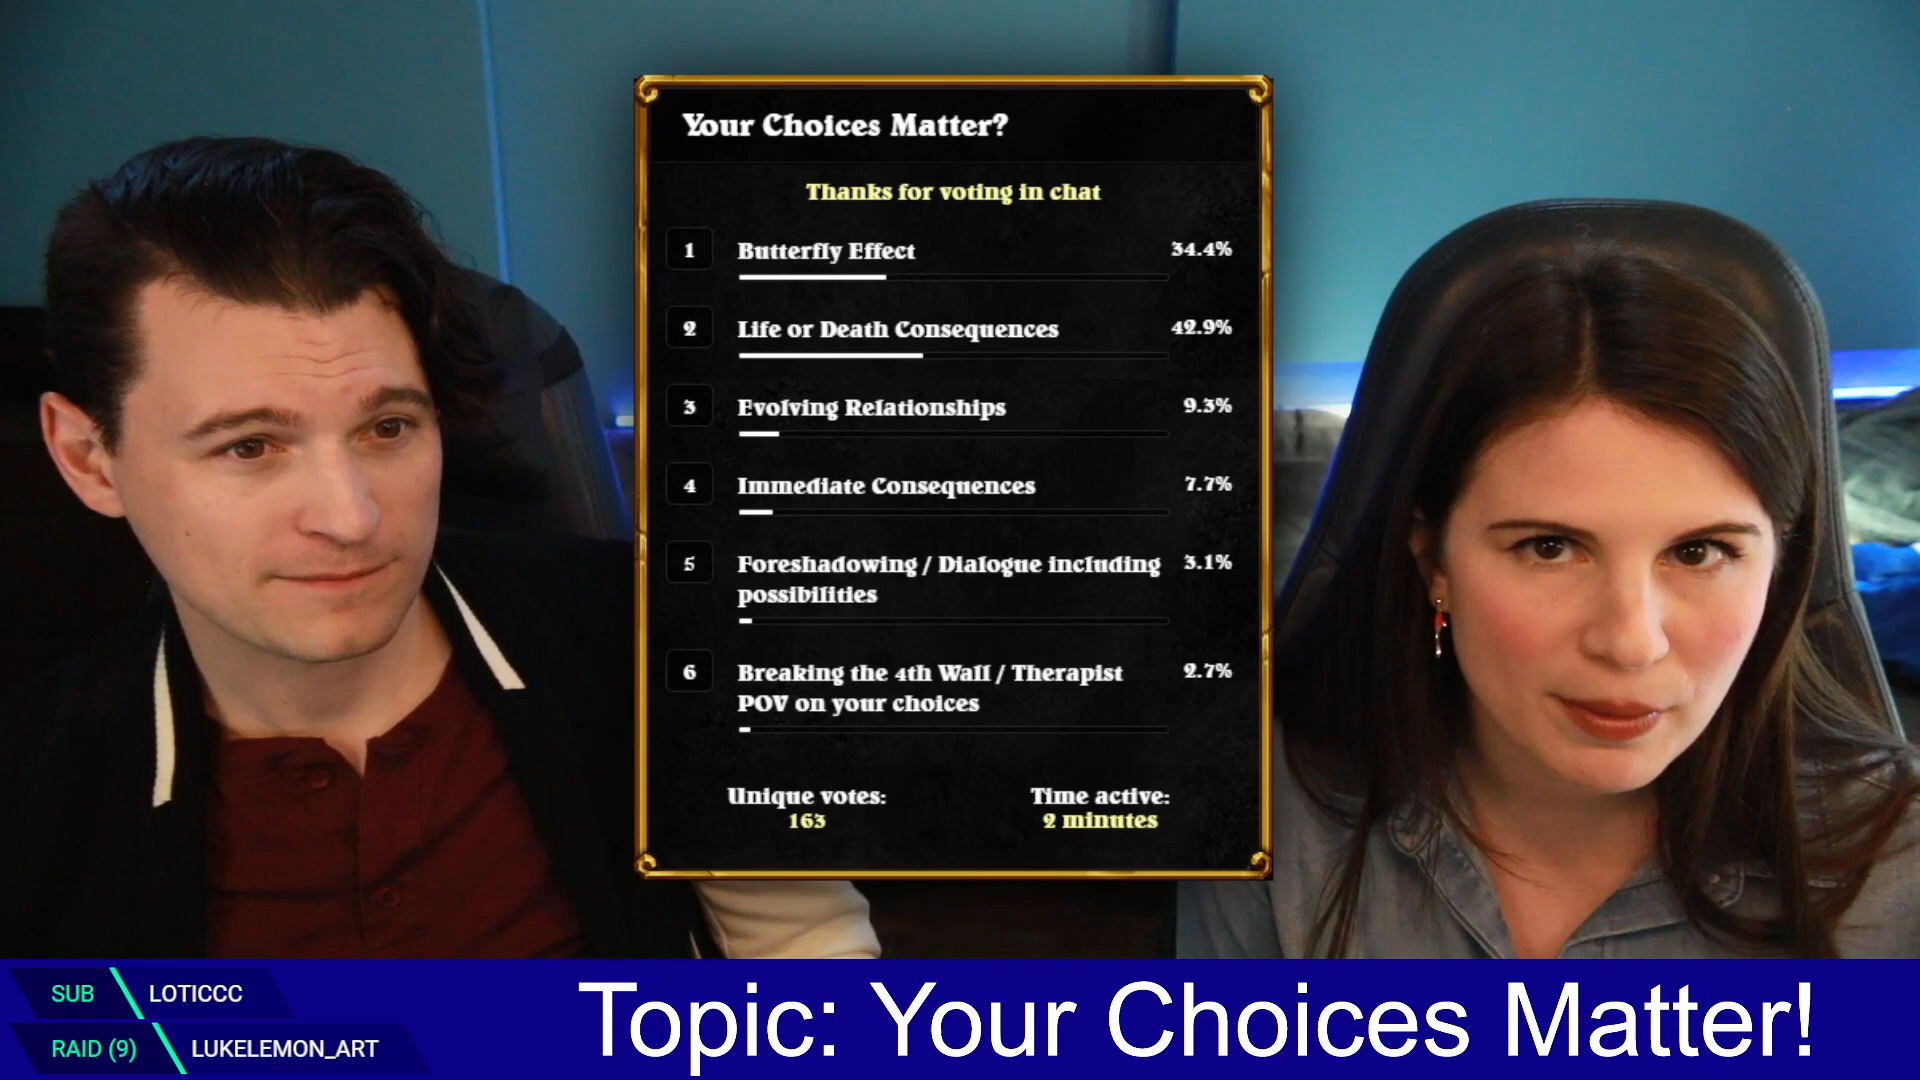 Your Choices Matter?
Thanks for voting in chat
1 Butterfly Effect 34.4%
2 Life or Death Consequences 42.9%
3 Evolving Relationships 9.3%
4 Immediate Consequences 7.7%
5 Foreshadowing / Dialogue including 3.1%
possibilities
6 Breaking the 4th Wall / Therapist 2.7%
POV on your choices
Unique votes: Time active:
163 2 minutes
SUB LOTICCC
RAID (9) LUKELEMON_ART
Topic: Your Choices Matter!